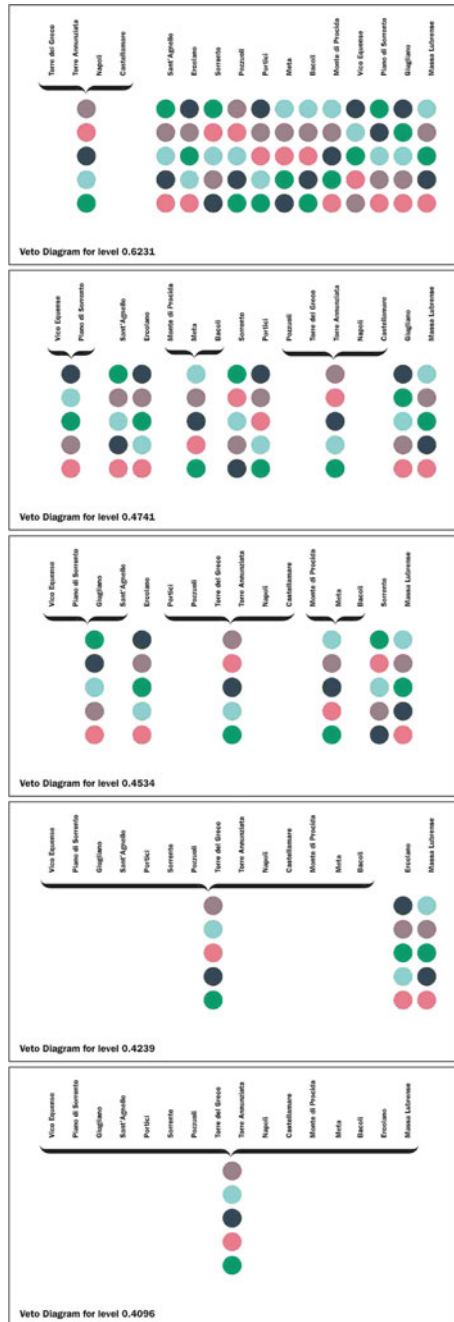 Torre del Greco
Torre Annunziata
Napoli
Castellamare
Sant'Agnello
Ercolano
Sorrento
Pozzuoli
Portici
Meta
Bacoli
Monte di Procida
Vico Equense
Piano di Sorrento
Giugliano
Massa Lubrense
Veto Diagram for level 0.6231
Vico Equense
Piano di Sorrento
Sant'Agnello
Ercolano
Monte di Procida
Meta
Bacoli
Sorrento
Portici
Pozzuoli
Torre del Greco
Torre Annunziata
Napoli
Castellamare
Giugliano
Massa Lubrense
Veto Diagram for level 0.4741
Vico Equense
Piano di Sorrento
Giugliano
Sant'Agnello
Ercolano
Portici
Pozzuoli
Torre del Greco
Torre Annunziata
Napoli
Castellamare
Monte di Procida
Meta
Bacoli
Sorrento
Massa Lubrense
Veto Diagram for level 0.4534
Vico Equense
Piano di Sorrento
Giugliano
Sant'Agnello
Portici
Sorrento
Pozzuoli
Torre del Greco
Torre Annunziata
Napoli
Castellamare
Monte di Procida
Meta
Bacoli
Ercolano
Massa Lubrense
Veto Diagram for level 0.4239
Vico Equense
Piano di Sorrento
Giugliano
Sant'Agnello
Portici
Sorrento
Pozzuoli
Torre del Greco
Torre Annunziata
Napoli
Castellamare
Monte di Procida
Meta
Bacoli
Ercolano
Massa Lubrense
Veto Diagram for level 0.4096